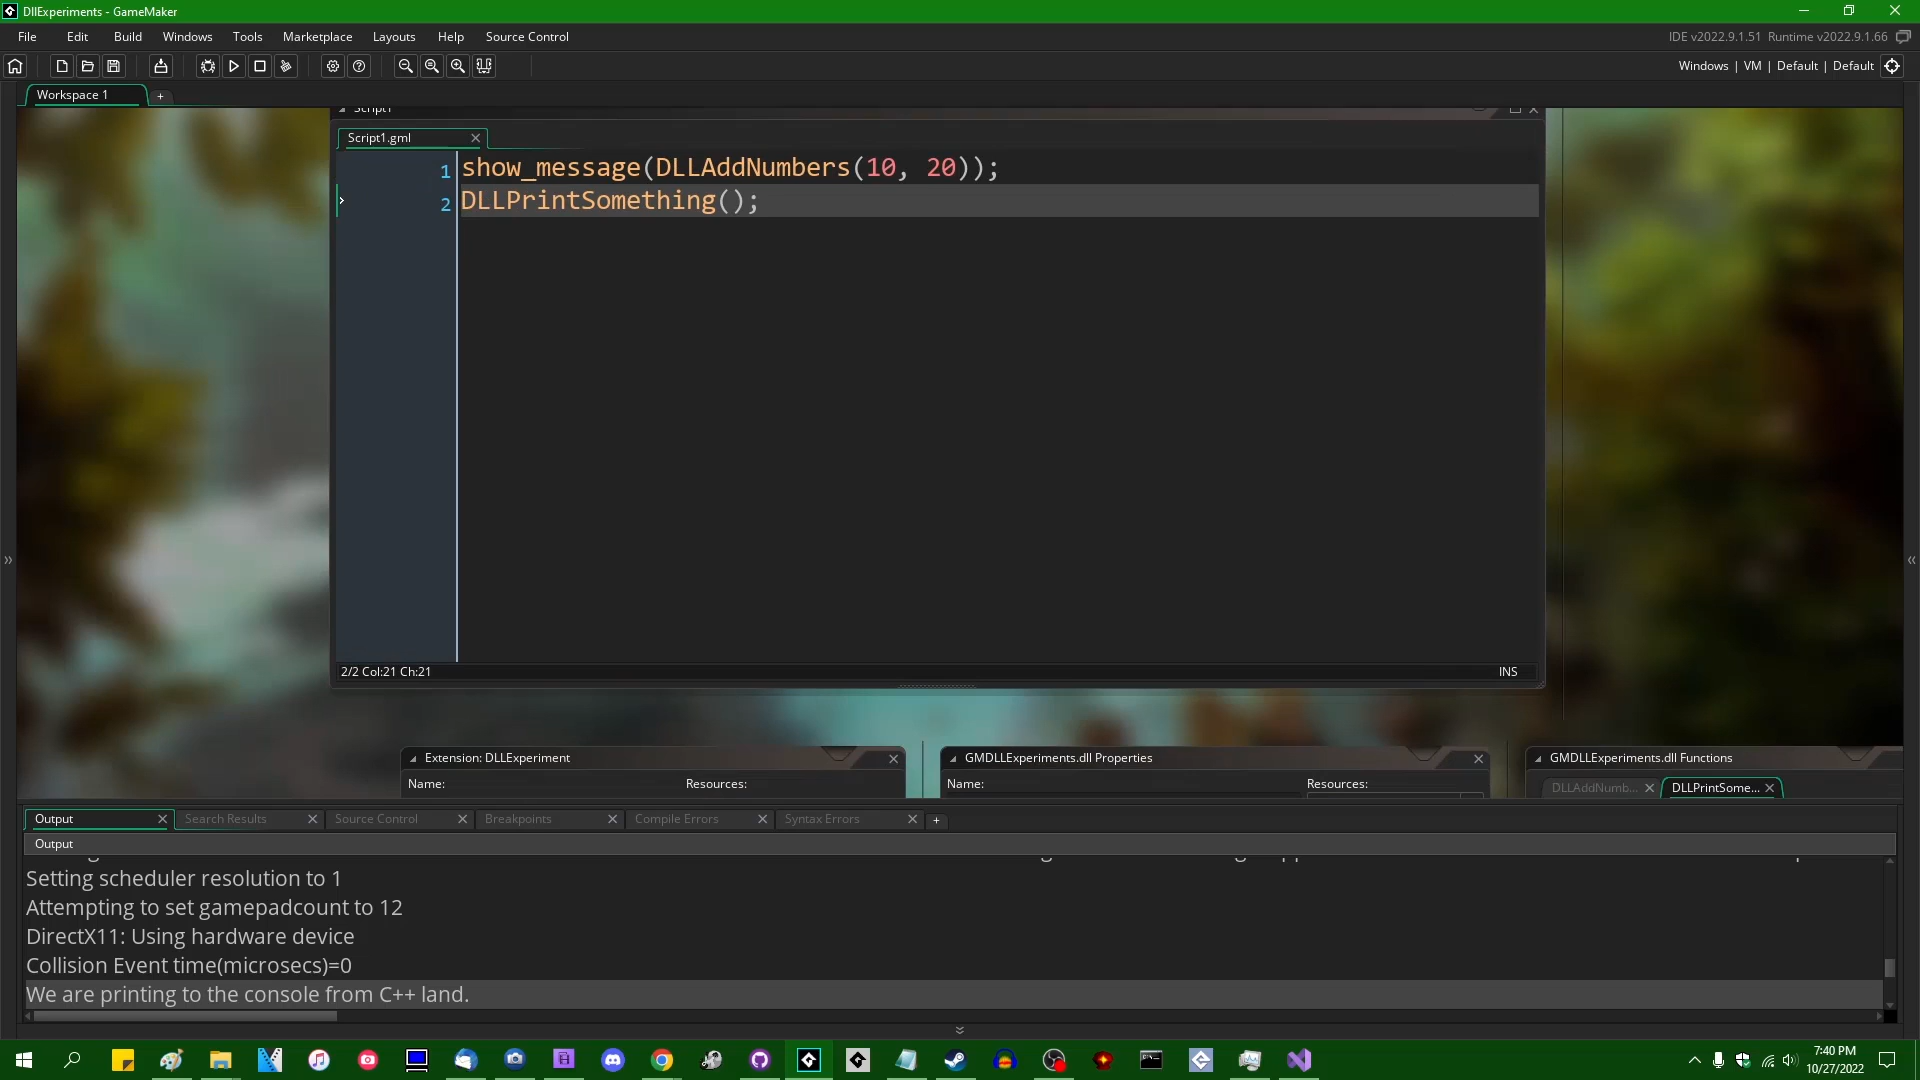 DllExperiments - GameMaker
File Edit Build Windows Tools Marketplace Layouts Help Source Control
IDE v2022.9.1.51 Runtime v2022.9.1.66
Windows | VM | Default | Default
Workspace 1
Script1
Script1.gml
1 show_message(DLLAddNumbers(10, 20));
2 DLLPrintSomething();
2/2 Col:21 Ch:21
INS
Extension: DLLExperiment
Name: Resources:
GMDLLExperiments.dll Properties
Name: Resources:
GMDLLExperiments.dll Functions
DLLAddNumb... DLLPrintSome...
Output Search Results Source Control Breakpoints Compile Errors Syntax Errors
Output
Setting scheduler resolution to 1
Attempting to set gamepadcount to 12
DirectX11: Using hardware device
Collision Event time(microsecs)=0
We are printing to the console from C++ land.
7:40 PM
10/27/2022